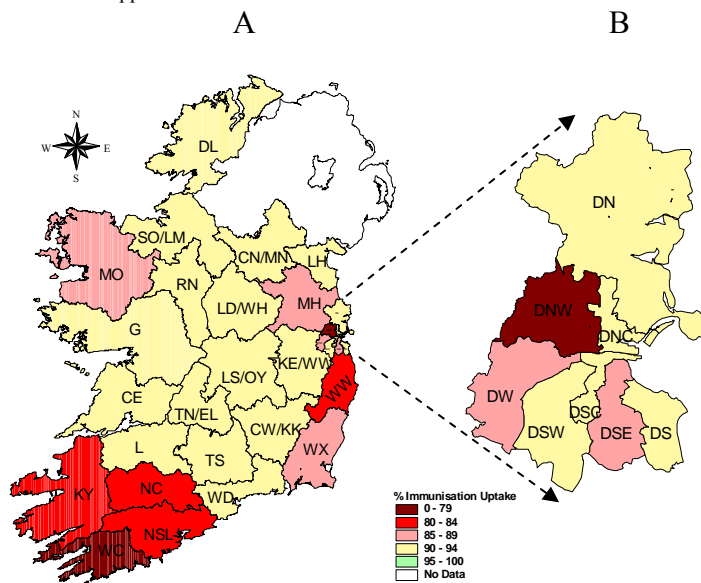 A B
N
W E
S
DL
SO/LM
CN/MN
LH
MO
RN
LD/WH
MH
G
KE/WW
LS/OY
WW
CE
TN/EL
CW/KK
L
TS
WX
KY
NC
WD
NSL
WC
DN
DNW
DNC
DW
DSC
DSW
DSE
DS
% Immunisation Uptake
0 - 79
80 - 84
85 - 89
90 - 94
95 - 100
No Data